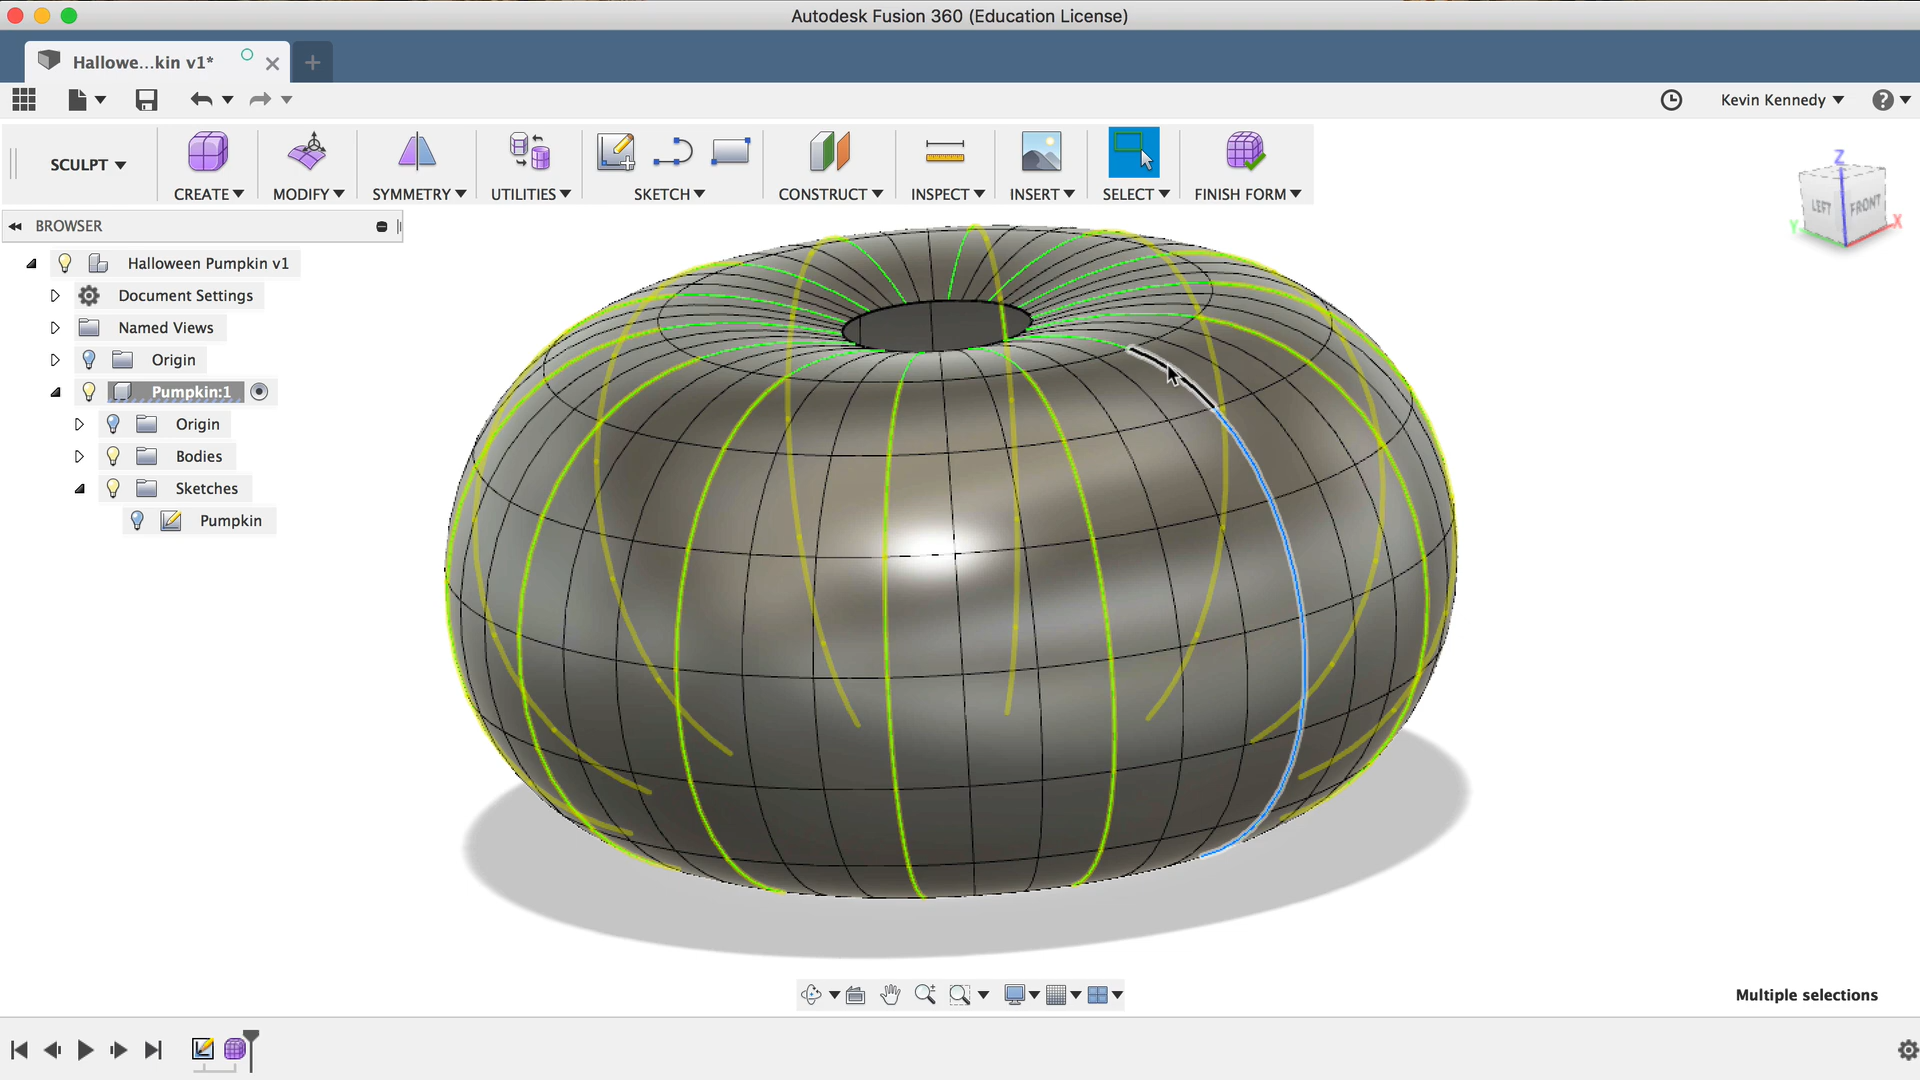 Autodesk Fusion 360 (Education License)
Hallowe...kin v1*
Kevin Kennedy
SCULPT
CREATE
MODIFY
SYMMETRY
UTILITIES
SKETCH
CONSTRUCT
INSPECT
INSERT
SELECT
FINISH FORM
Z
LEFT
FRONT
Y
X
BROWSER
Halloween Pumpkin v1
Document Settings
Named Views
Origin
Pumpkin:1
Origin
Bodies
Sketches
Pumpkin
Multiple selections